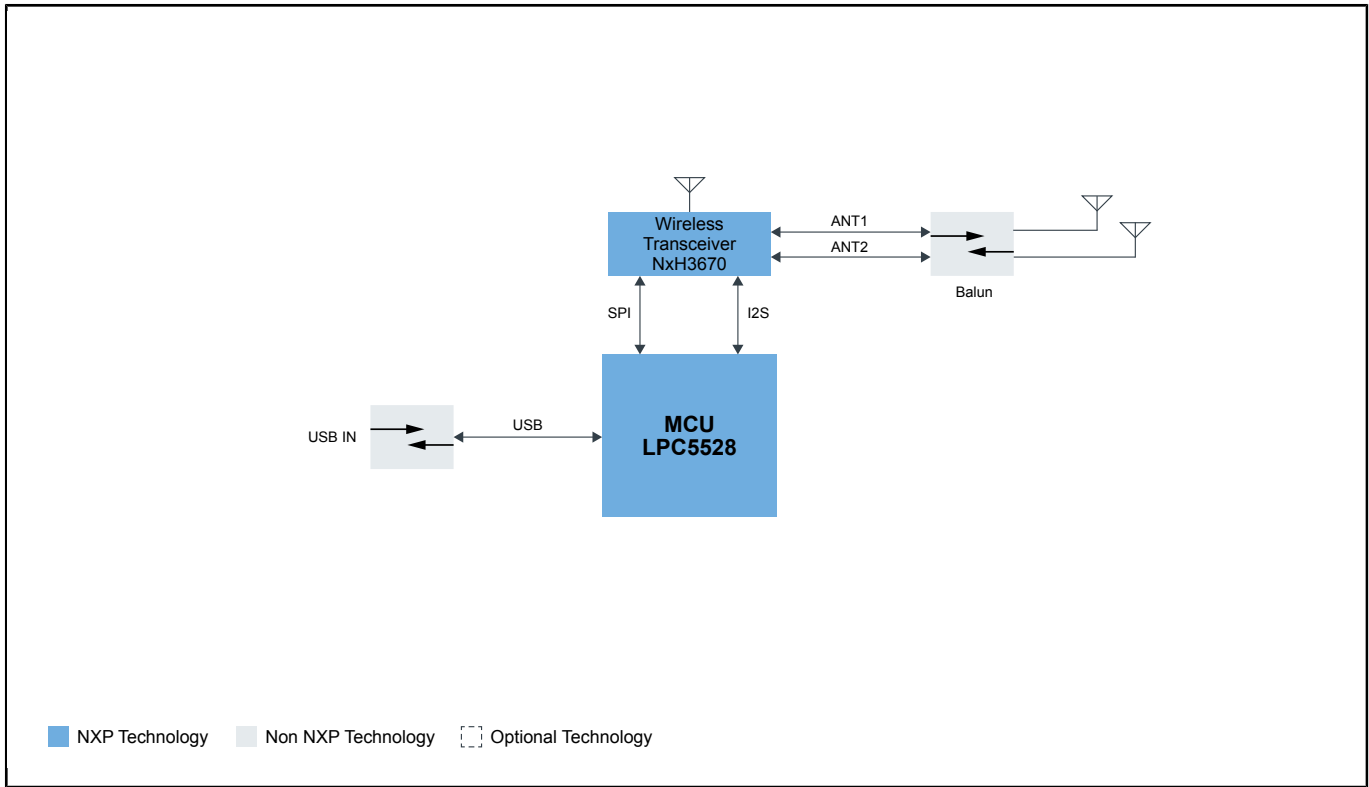 Wireless
Transceiver
NxH3670
ANT1
ANT2
Balun
SPI
I2S
MCU
LPC5528
USB IN
USB
NXP Technology
Non NXP Technology
Optional Technology